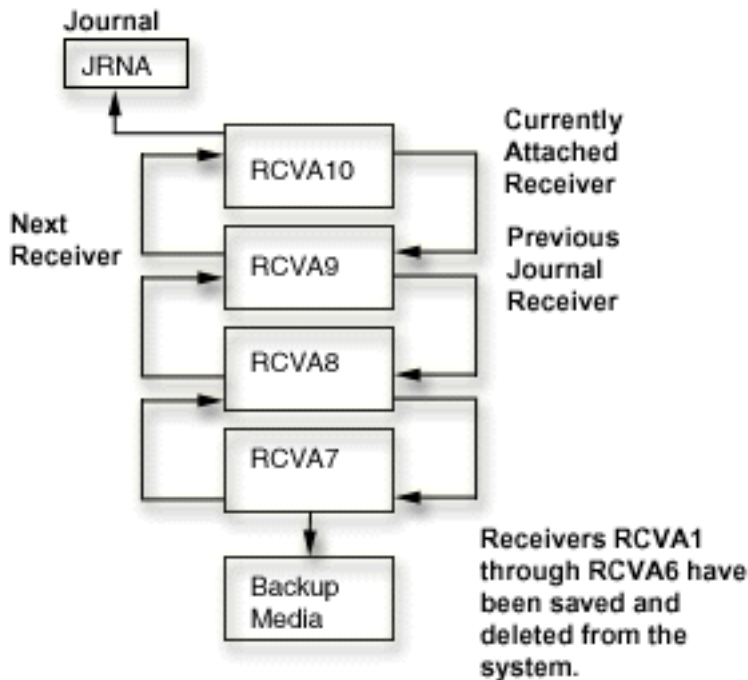 Journal
JRNA
RCVA10
Currently
Attached
Receiver
Next
Receiver
RCVA9
Previous
Journal
Receiver
RCVA8
RCVA7
Backup
Media
Receivers RCVA1
through RCVA6 have
been saved and
deleted from the
system.